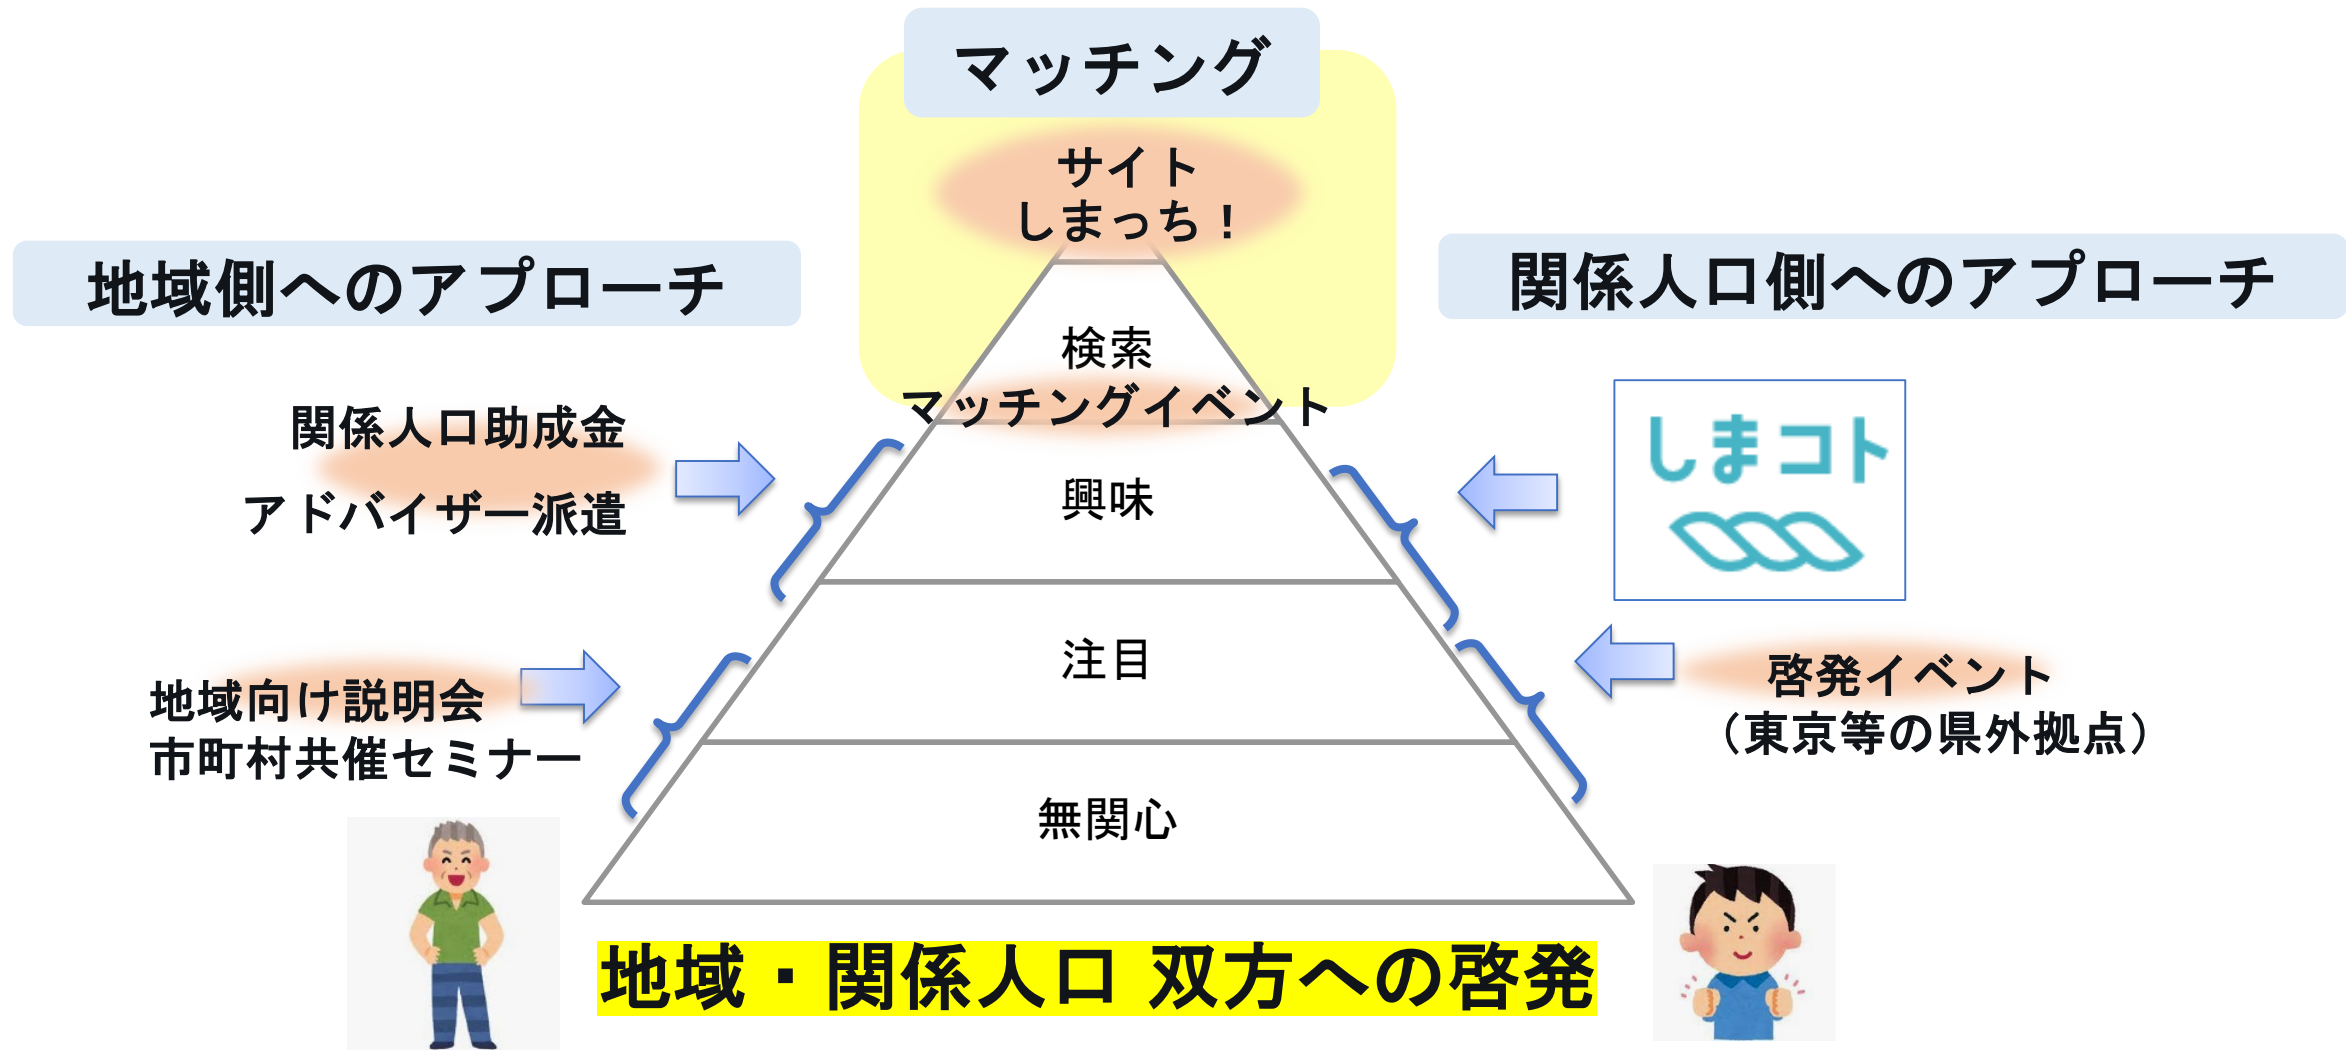 マッチング
サイト
しまっち！
地域側へのアプローチ
関係人口側へのアプローチ
検索
マッチングイベント
関係人口助成金
アドバイザー派遣
興味
しまコト
注目
地域向け説明会
市町村共催セミナー
啓発イベント
（東京等の県外拠点）
無関心
地域・関係人口 双方への啓発